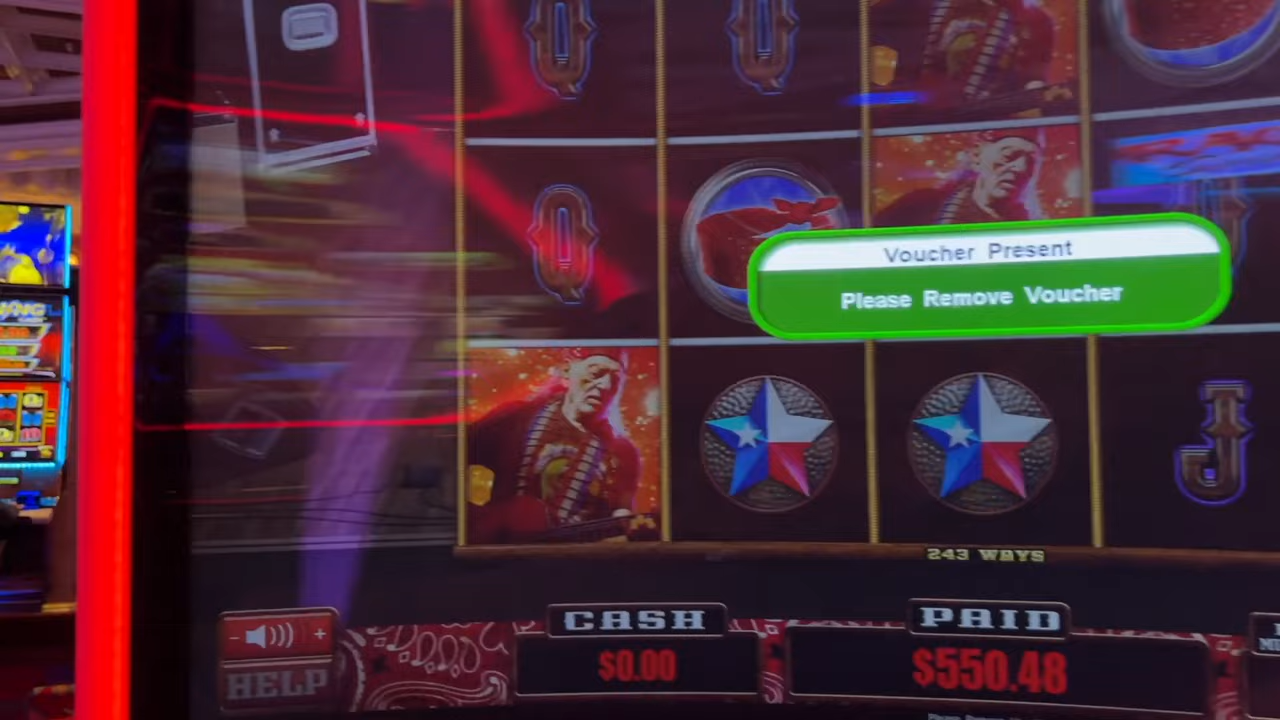 Q
Q
Q
Voucher Present
Please Remove Voucher
J
243 WAYS
CASH
PAID
- +
$0.00
$550.48
HELP